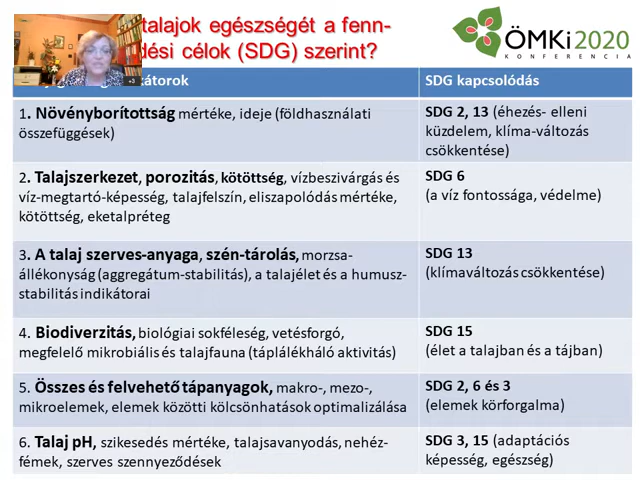 talajok egészségét a fenn-
dési célok (SDG) szerint?
ÖMKi2020
KONFERENCIA
+3
átorok SDG kapcsolódás
1. Növényborítottság mértéke, ideje (földhasználati
összefüggések)
SDG 2, 13 (éhezés- elleni
küzdelem, klíma-változás
csökkentése)
2. Talajszerkezet, porozitás, kötöttség, vízbeszivárgás és
víz-megtartó-képesség, talajfelszín, eliszapolódás mértéke,
kötöttség, eketalpréteg
SDG 6
(a víz fontossága, védelme)
3. A talaj szerves-anyaga, szén-tárolás, morzsa-
állékonyság (aggregátum-stabilitás), a talajélet és a humusz-
stabilitás indikátorai
SDG 13
(klímaváltozás csökkentése)
4. Biodiverzitás, biológiai sokféleség, vetésforgó,
megfelelő mikrobiális és talajfauna (táplálékháló aktivitás)
SDG 15
(élet a talajban és a tájban)
5. Összes és felvehető tápanyagok, makro-, mezo-,
mikroelemek, elemek közötti kölcsönhatások optimalizálása
SDG 2, 6 és 3
(elemek körforgalma)
6. Talaj pH, szikesedés mértéke, talajsavanyodás, nehéz-
fémek, szerves szennyeződések
SDG 3, 15 (adaptációs
képesség, egészség)